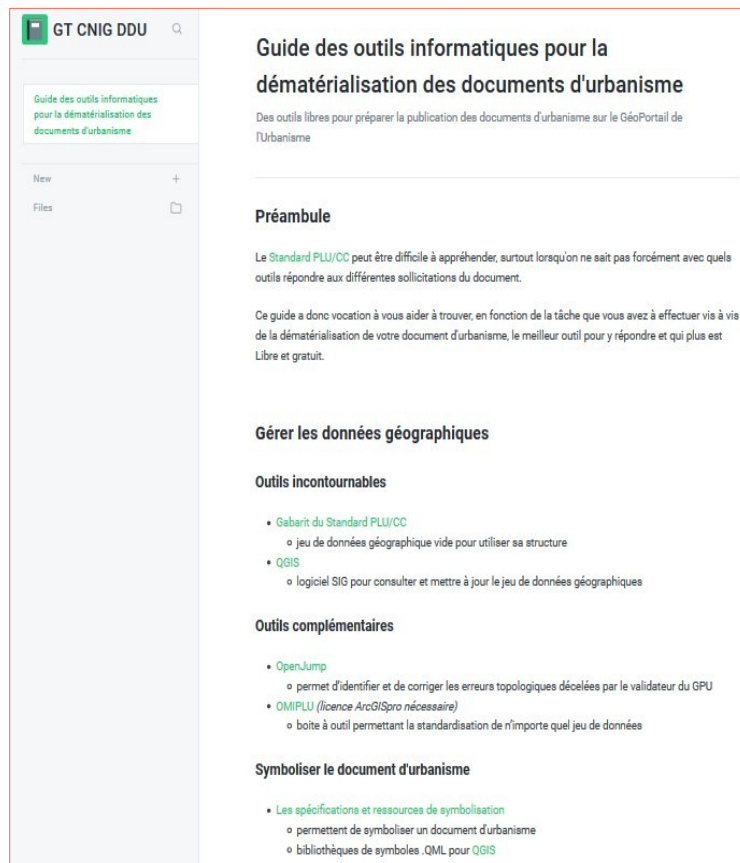 GT CNIG DDU
Guide des outils informatiques
pour la dématérialisation des
documents d'urbanisme
New
Files
Guide des outils informatiques pour la
dématérialisation des documents d'urbanisme
Des outils libres pour préparer la publication des documents d'urbanisme sur le GéoPortail de
l'Urbanisme
Préambule
Le Standard PLU/CC peut être difficile à appréhender, surtout lorsqu'on ne sait pas forcément avec quels
outils répondre aux différentes sollicitations du document.
Ce guide a donc vocation à vous aider à trouver, en fonction de la tâche que vous avez à effectuer vis à vis
de la dématérialisation de votre document d'urbanisme, le meilleur outil pour y répondre et qui plus est
Libre et gratuit.
Gérer les données géographiques
Outils incontournables
• Gabarit du Standard PLU/CC
o jeu de données géographique vide pour utiliser sa structure
• QGIS
o logiciel SIG pour consulter et mettre à jour le jeu de données géographiques
Outils complémentaires
• OpenJump
o permet d'identifier et de corriger les erreurs topologiques décelées par le validateur du GPU
• OMIPLU (licence ArcGISpro nécessaire)
o boite à outil permettant la standardisation de n'importe quel jeu de données
Symboliser le document d'urbanisme
• Les spécifications et ressources de symbolisation
o permettent de symboliser un document d'urbanisme
o bibliothèques de symboles .QML pour QGIS